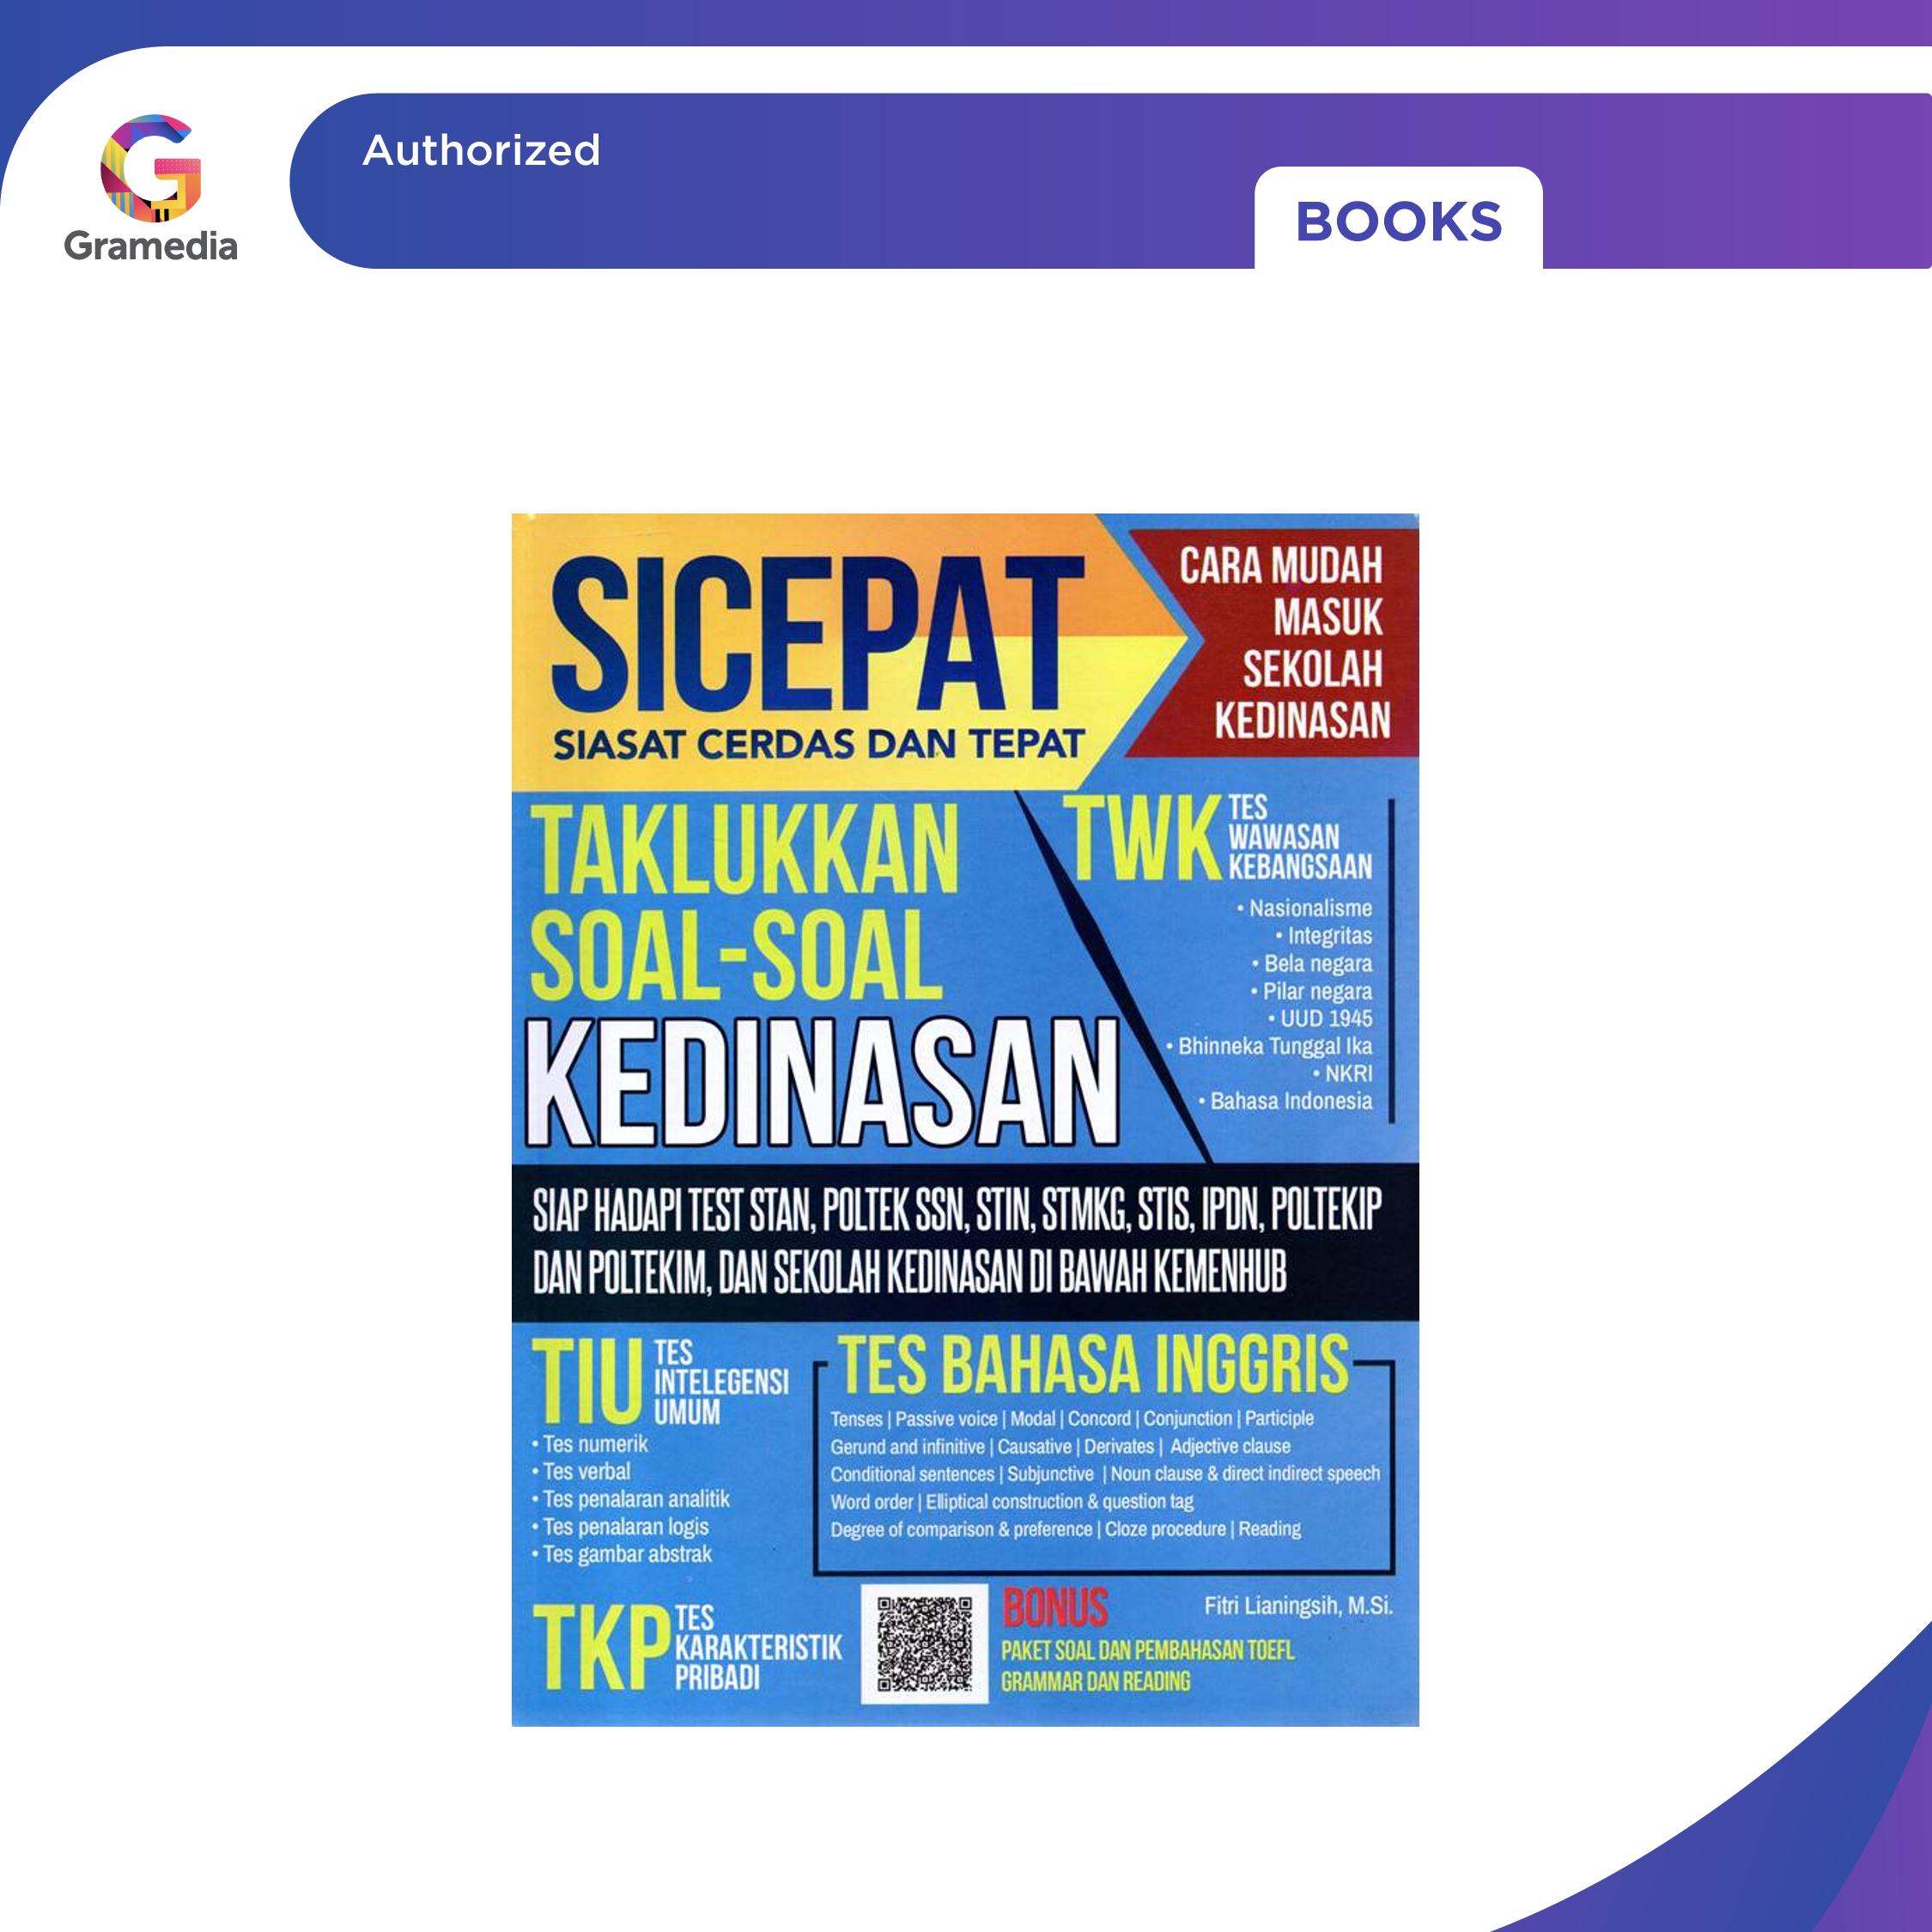 Gramedia
Authorized
BOOKS
SICEPAT
SIASAT CERDAS DAN TEPAT
CARA MUDAH
MASUK
SEKOLAH
KEDINASAN
TAKLUKKAN
SOAL-SOAL
KEDINASAN
TWK
TES
WAWASAN
KEBANGSAAN
• Nasionalisme
• Integritas
• Bela negara
• Pilar negara
• UUD 1945
• Bhinneka Tunggal Ika
• NKRI
• Bahasa Indonesia
SIAP HADAPI TEST STAN, POLTEK SSN, STIN, STMKG, STIS, IPDN, POLTEKIP
DAN POLTEKIM, DAN SEKOLAH KEDINASAN DI BAWAH KEMENHUB
TIU
TES
INTELEGENSI
UMUM
• Tes numerik
• Tes verbal
• Tes penalaran analitik
• Tes penalaran logis
• Tes gambar abstrak
TES BAHASA INGGRIS
Tenses | Passive voice | Modal | Concord | Conjunction | Participle
Gerund and infinitive | Causative | Derivates | Adjective clause
Conditional sentences | Subjunctive | Noun clause & direct indirect speech
Word order | Elliptical construction & question tag
Degree of comparison & preference | Cloze procedure | Reading
TKP
TES
KARAKTERISTIK
PRIBADI
BONUS
PAKET SOAL DAN PEMBAHASAN TOEFL
GRAMMAR DAN READING
Fitri Lianingsih, M.Si.